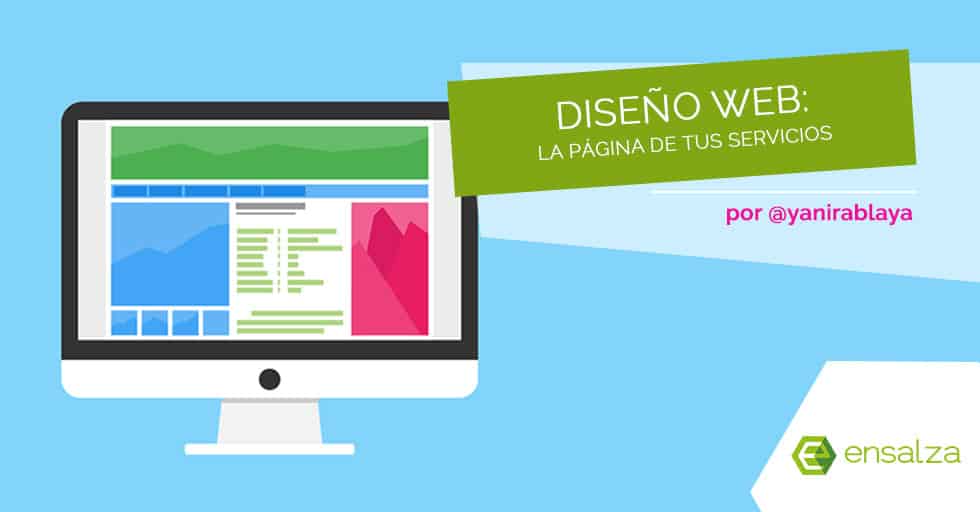 DISEÑO WEB:
LA PÁGINA DE TUS SERVICIOS
por @yanirablaya
ensalza